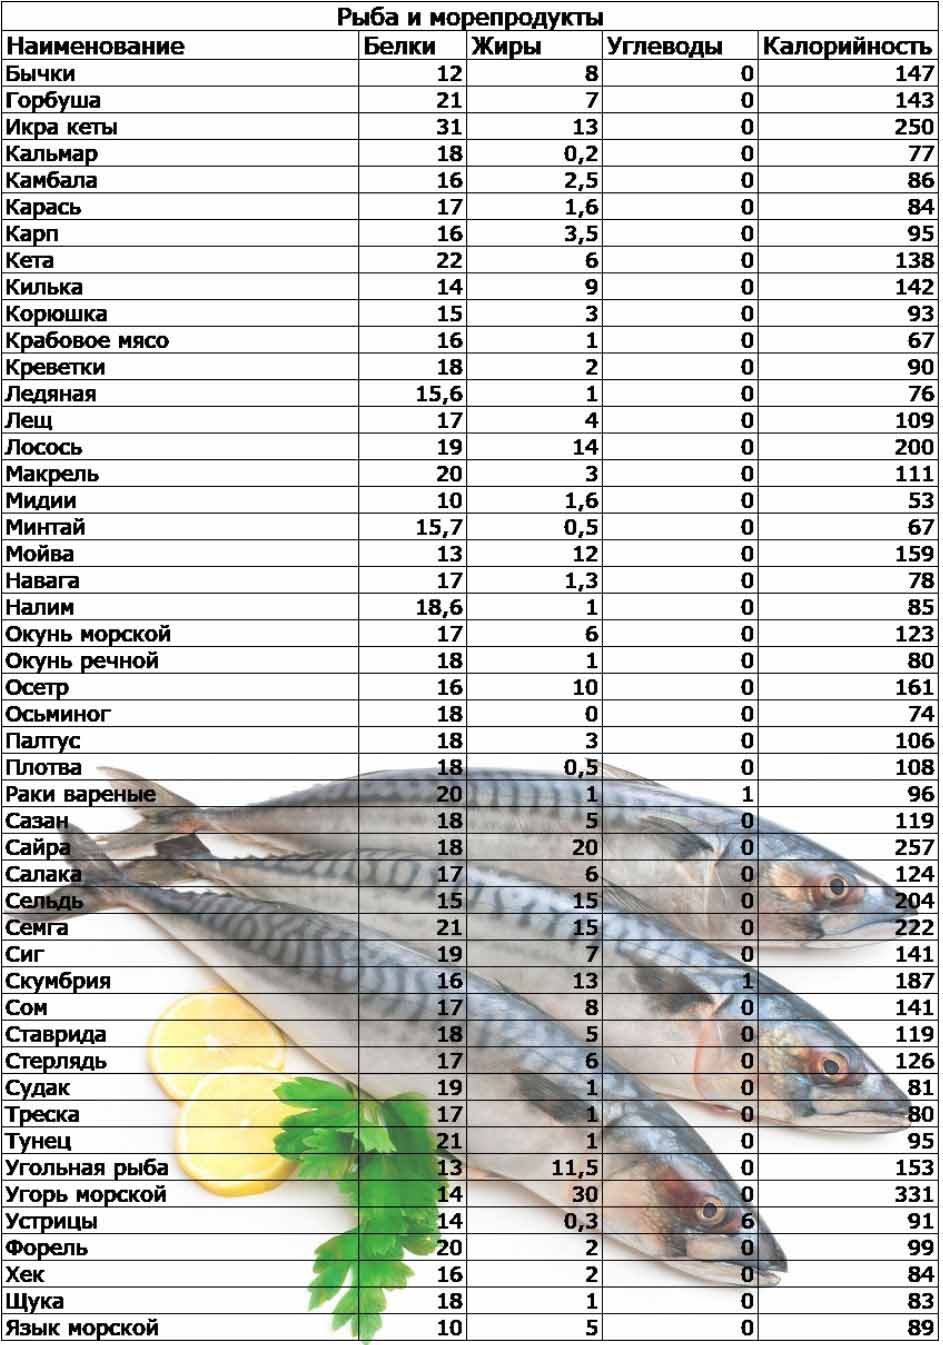 Рыба и морепродукты
Наименование Белки Жиры Углеводы Калорийность
Бычки 12 8 0 147
Горбуша 21 7 0 143
Икра кеты 31 13 0 250
Кальмар 18 0,2 0 77
Камбала 16 2,5 0 86
Карась 17 1,6 0 84
Карп 16 3,5 0 95
Кета 22 6 0 138
Килька 14 9 0 142
Корюшка 15 3 0 93
Крабовое мясо 16 1 0 67
Креветки 18 2 0 90
Ледяная 15,6 1 0 76
Лещ 17 4 0 109
Лосось 19 14 0 200
Макрель 20 3 0 111
Мидии 10 1,6 0 53
Минтай 15,7 0,5 0 67
Мойва 13 12 0 159
Навага 17 1,3 0 78
Налим 18,6 1 0 85
Окунь морской 17 6 0 123
Окунь речной 18 1 0 80
Осетр 16 10 0 161
Осьминог 18 0 0 74
Палтус 18 3 0 106
Плотва 18 0,5 0 108
Раки вареные 20 1 1 96
Сазан 18 5 0 119
Сайра 18 20 0 257
Салака 17 6 0 124
Сельдь 15 15 0 204
Семга 21 15 0 222
Сиг 19 7 0 141
Скумбрия 16 13 1 187
Сом 17 8 0 141
Ставрида 18 5 0 119
Стерлядь 17 6 0 126
Судак 19 1 0 81
Треска 17 1 0 80
Тунец 21 1 0 95
Угольная рыба 13 11,5 0 153
Угорь морской 14 30 0 331
Устрицы 14 0,3 6 91
Форель 20 2 0 99
Хек 16 2 0 84
Щука 18 1 0 83
Язык морской 10 5 0 89